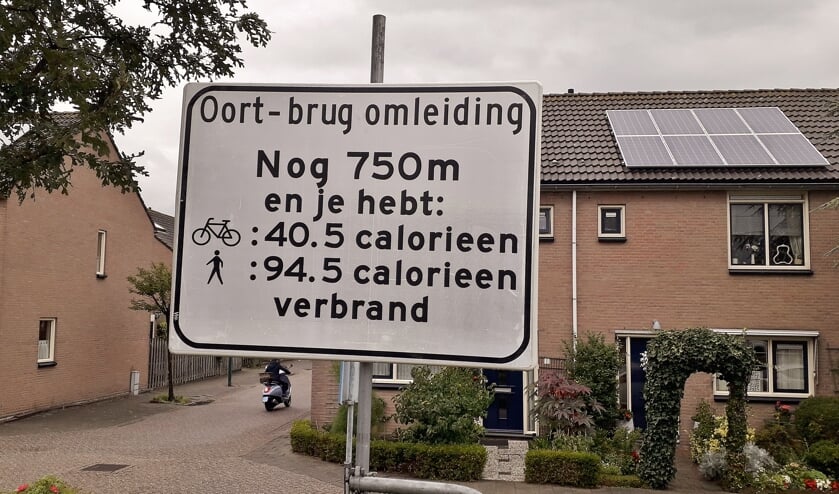 Oort-brug omleiding
Nog 750m
en je hebt:
:40.5 calorieen
:94.5 calorieen
verbrand